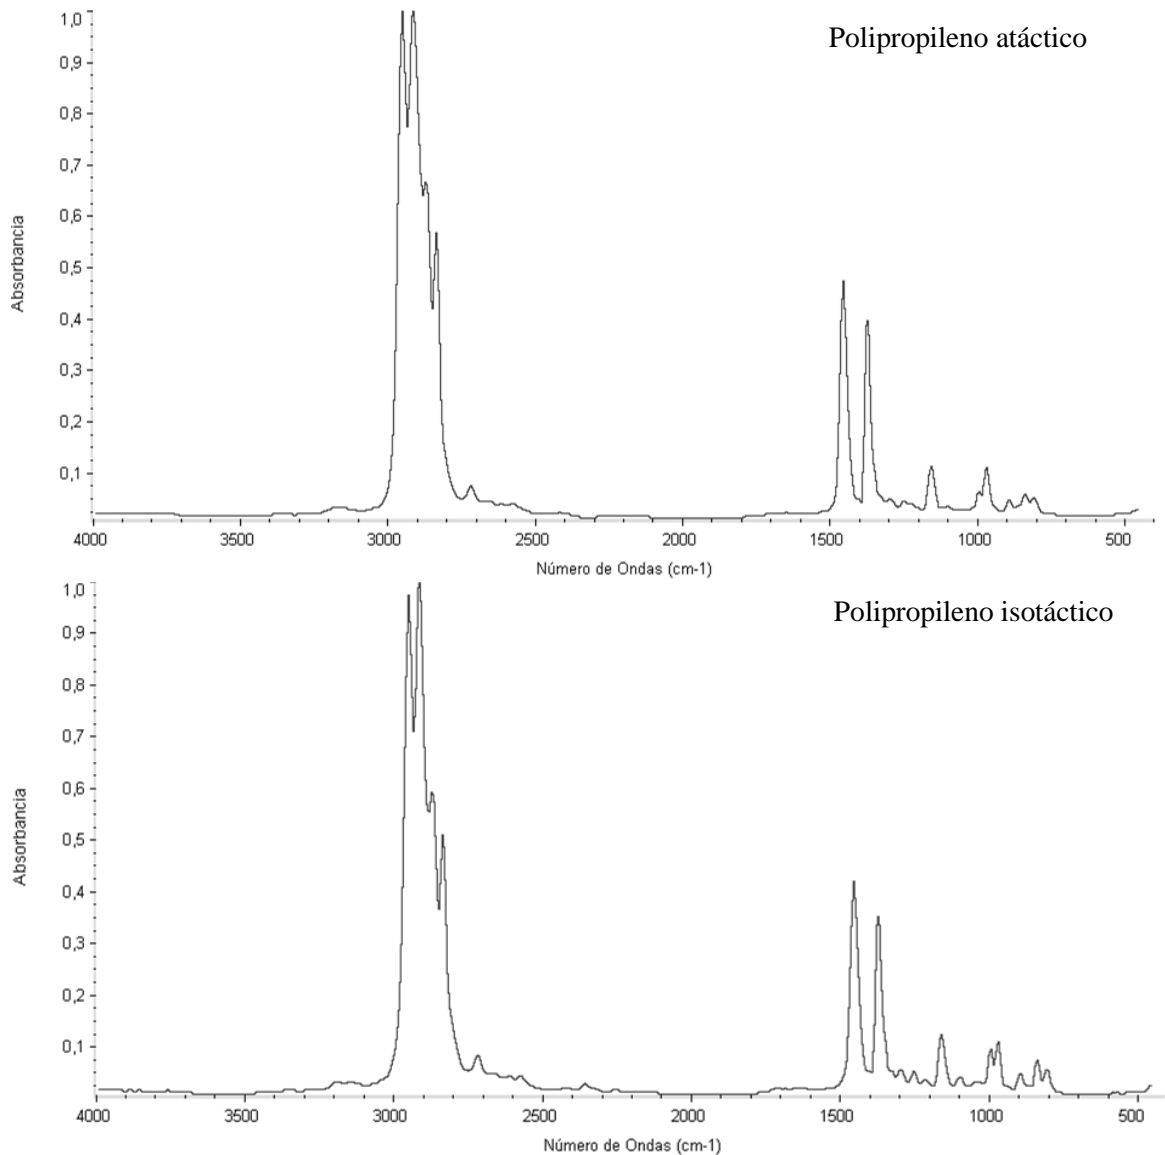 Polipropileno atáctico
Absorbancia
1,0
0,9
0,8
0,7
0,6
0,5
0,4
0,3
0,2
0,1
4000 3500 3000 2500 2000 1500 1000 500
Número de Ondas (cm-1)
Polipropileno isotáctico
Absorbancia
1,0
0,9
0,8
0,7
0,6
0,5
0,4
0,3
0,2
0,1
4000 3500 3000 2500 2000 1500 1000 500
Número de Ondas (cm-1)